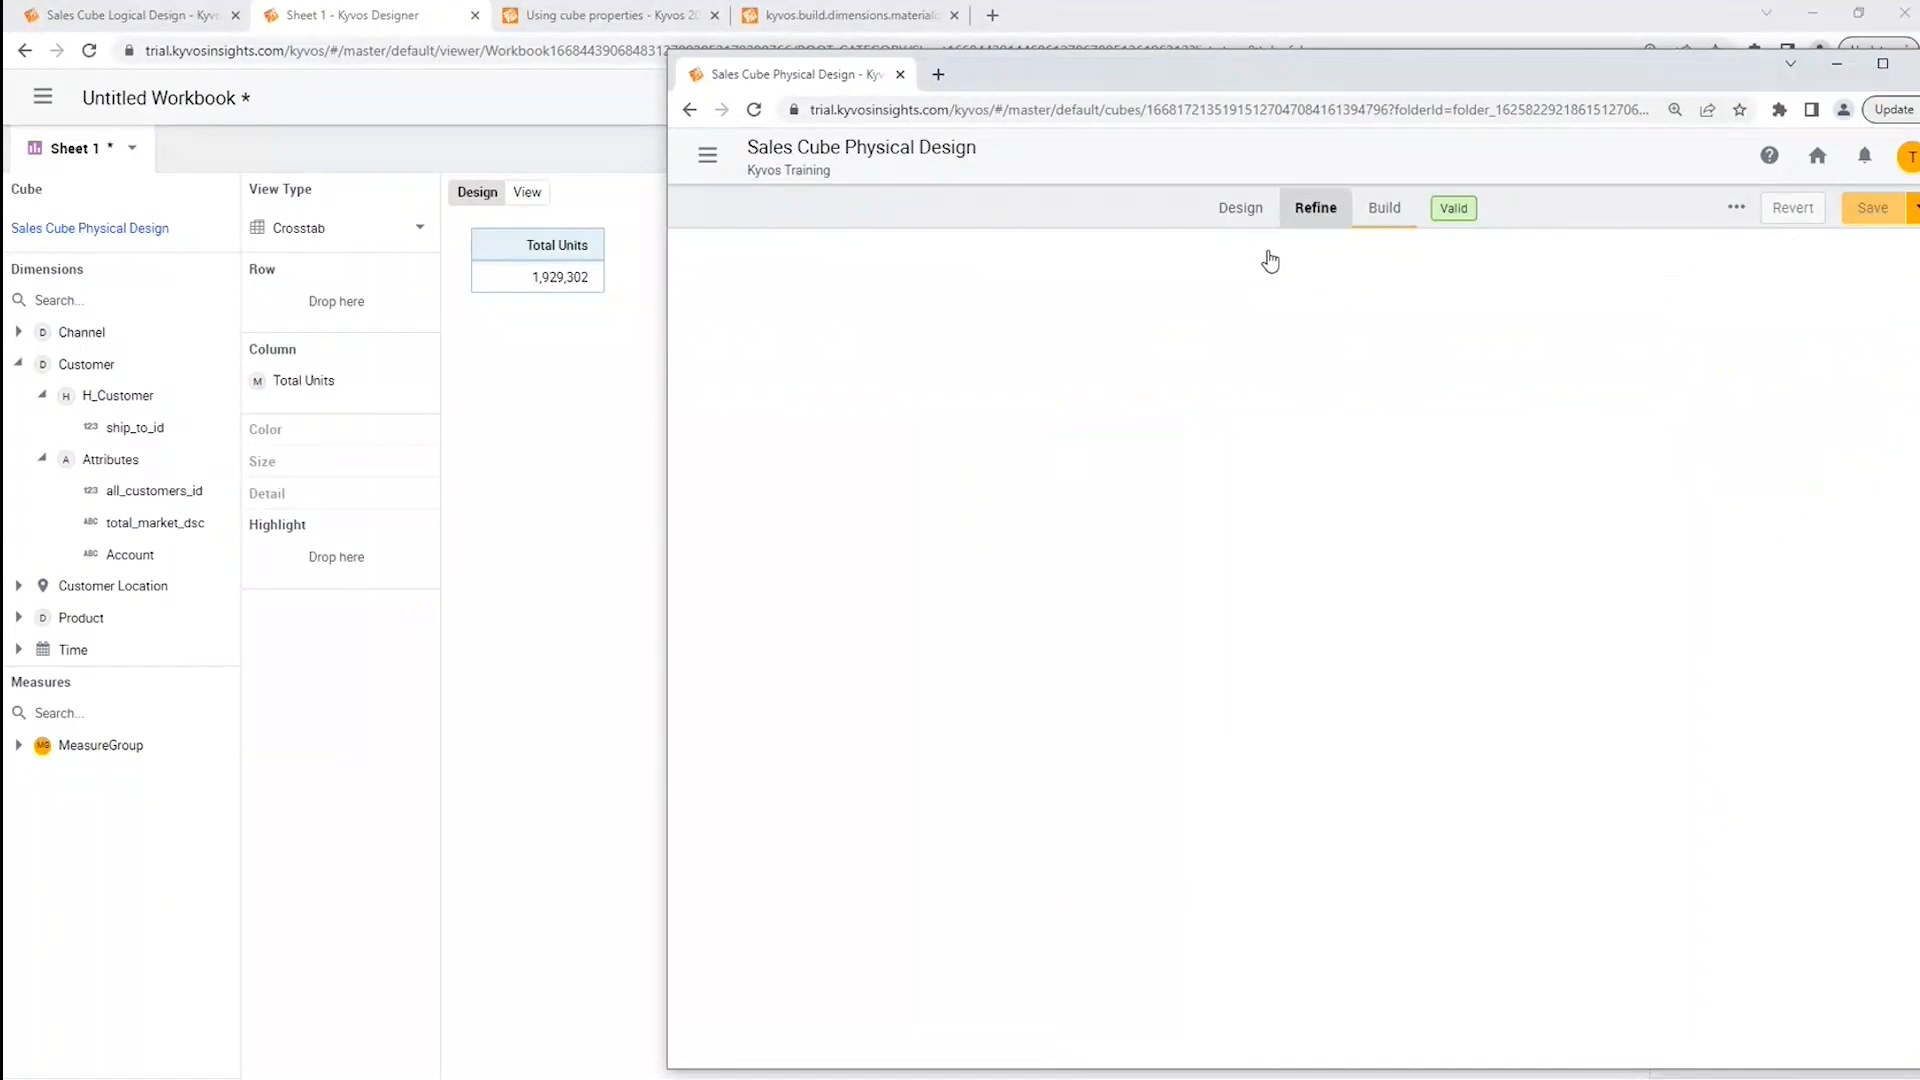 Sales Cube Logical Design - Kyvo
Sheet 1 - Kyvos Designer
Using cube properties - Kyvos 20
kyvos.build.dimensions.materializ
trial.kyvosinsights.com/kyvos/#/master/default/viewer/
Untitled Workbook *
Sheet 1 *
Cube
Sales Cube Physical Design
Dimensions
Search...
Channel
Customer
H_Customer
ship_to_id
Attributes
all_customers_id
total_market_dsc
Account
Customer Location
Product
Time
Measures
Search...
MG
MeasureGroup
View Type
Crosstab
Row
Drop here
Column
M Total Units
Color
Size
Detail
Highlight
Drop here
Design View
Total Units
1,929,302
Sales Cube Physical Design - Kyv
trial.kyvosinsights.com/kyvos/#/master/default/cubes/166817213519151270470841613947​96?folderId=folder_1625822921861512706...
Update
Sales Cube Physical Design
Kyvos Training
T
Design
Refine
Build
Valid
Revert
Save